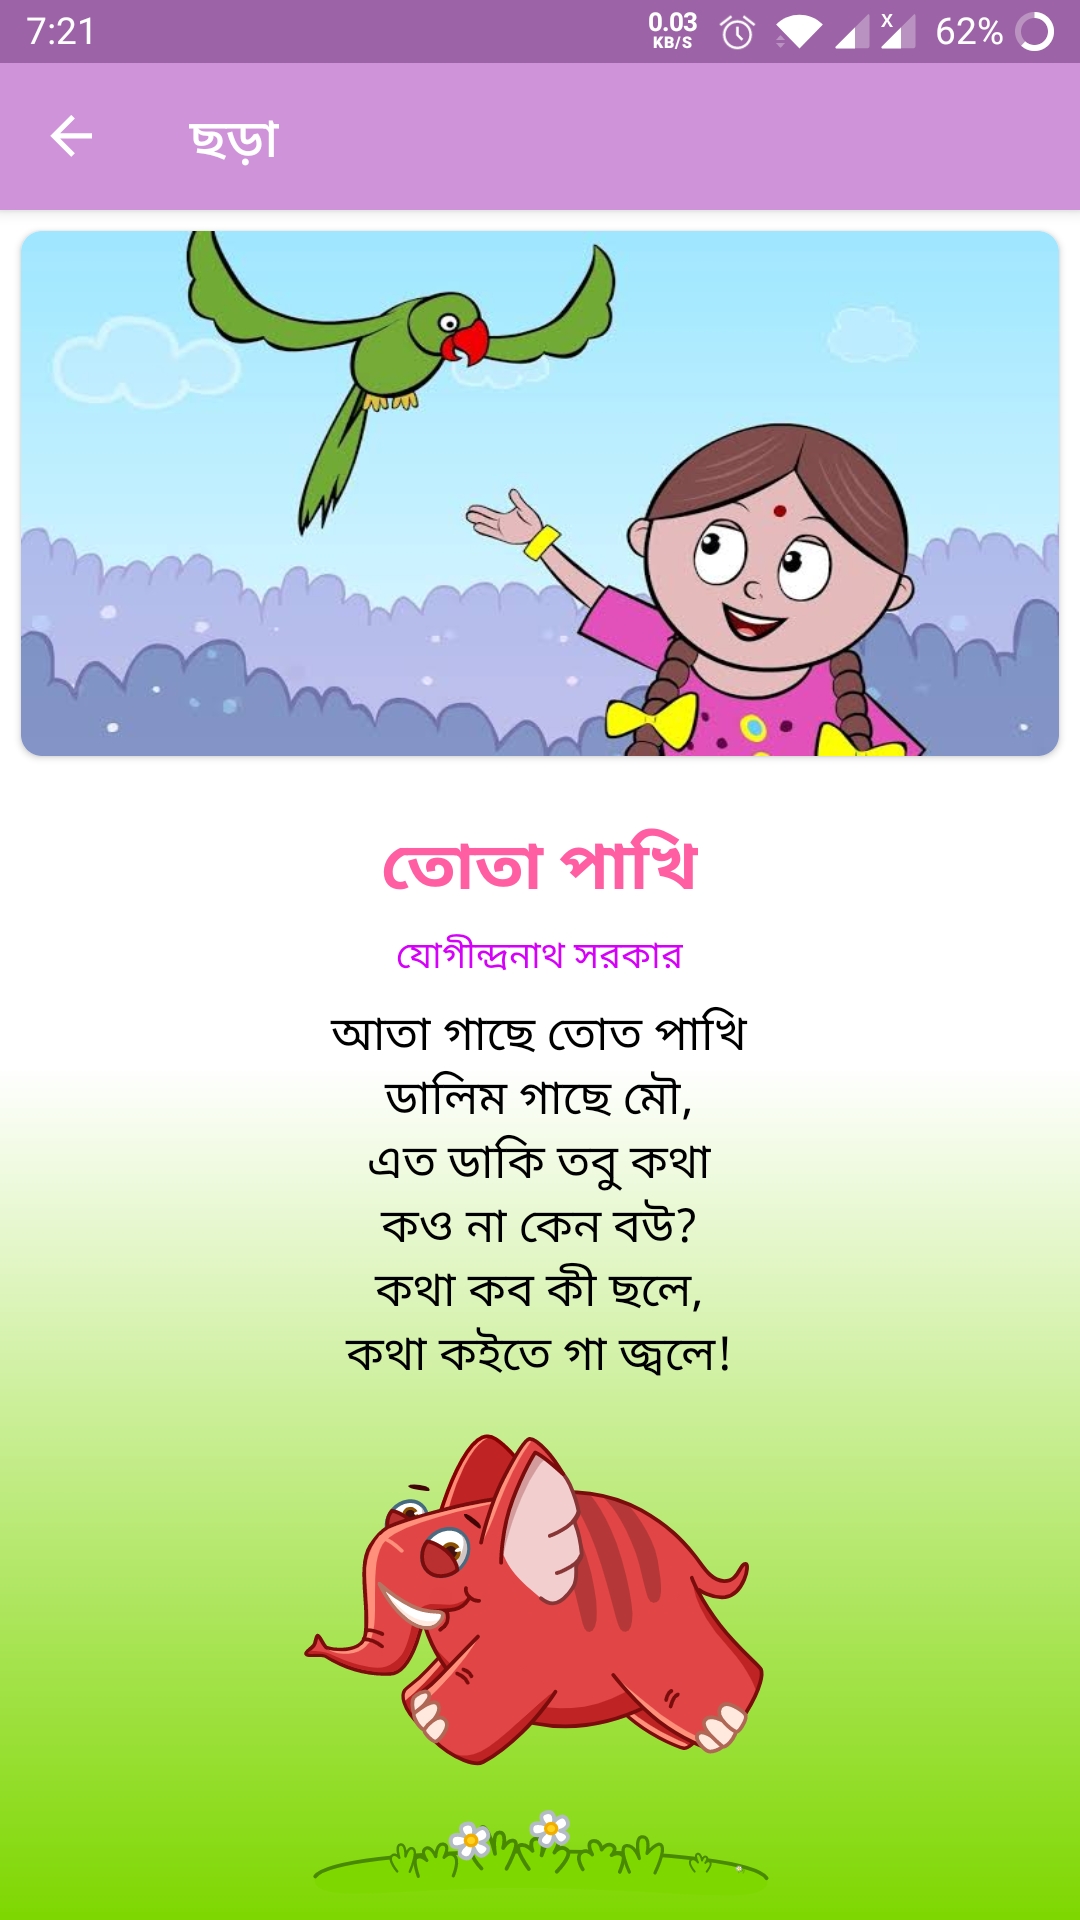 7:21
0.03
KB/S
X
62%
ছড়া
তোতা পাখি
যোগীন্দ্রনাথ সরকার
আতা গাছে তোত পাখি
ডালিম গাছে মৌ,
এত ডাকি তবু কথা
কও না কেন বউ?
কথা কব কী ছলে,
কথা কইতে গা জ্বলে!